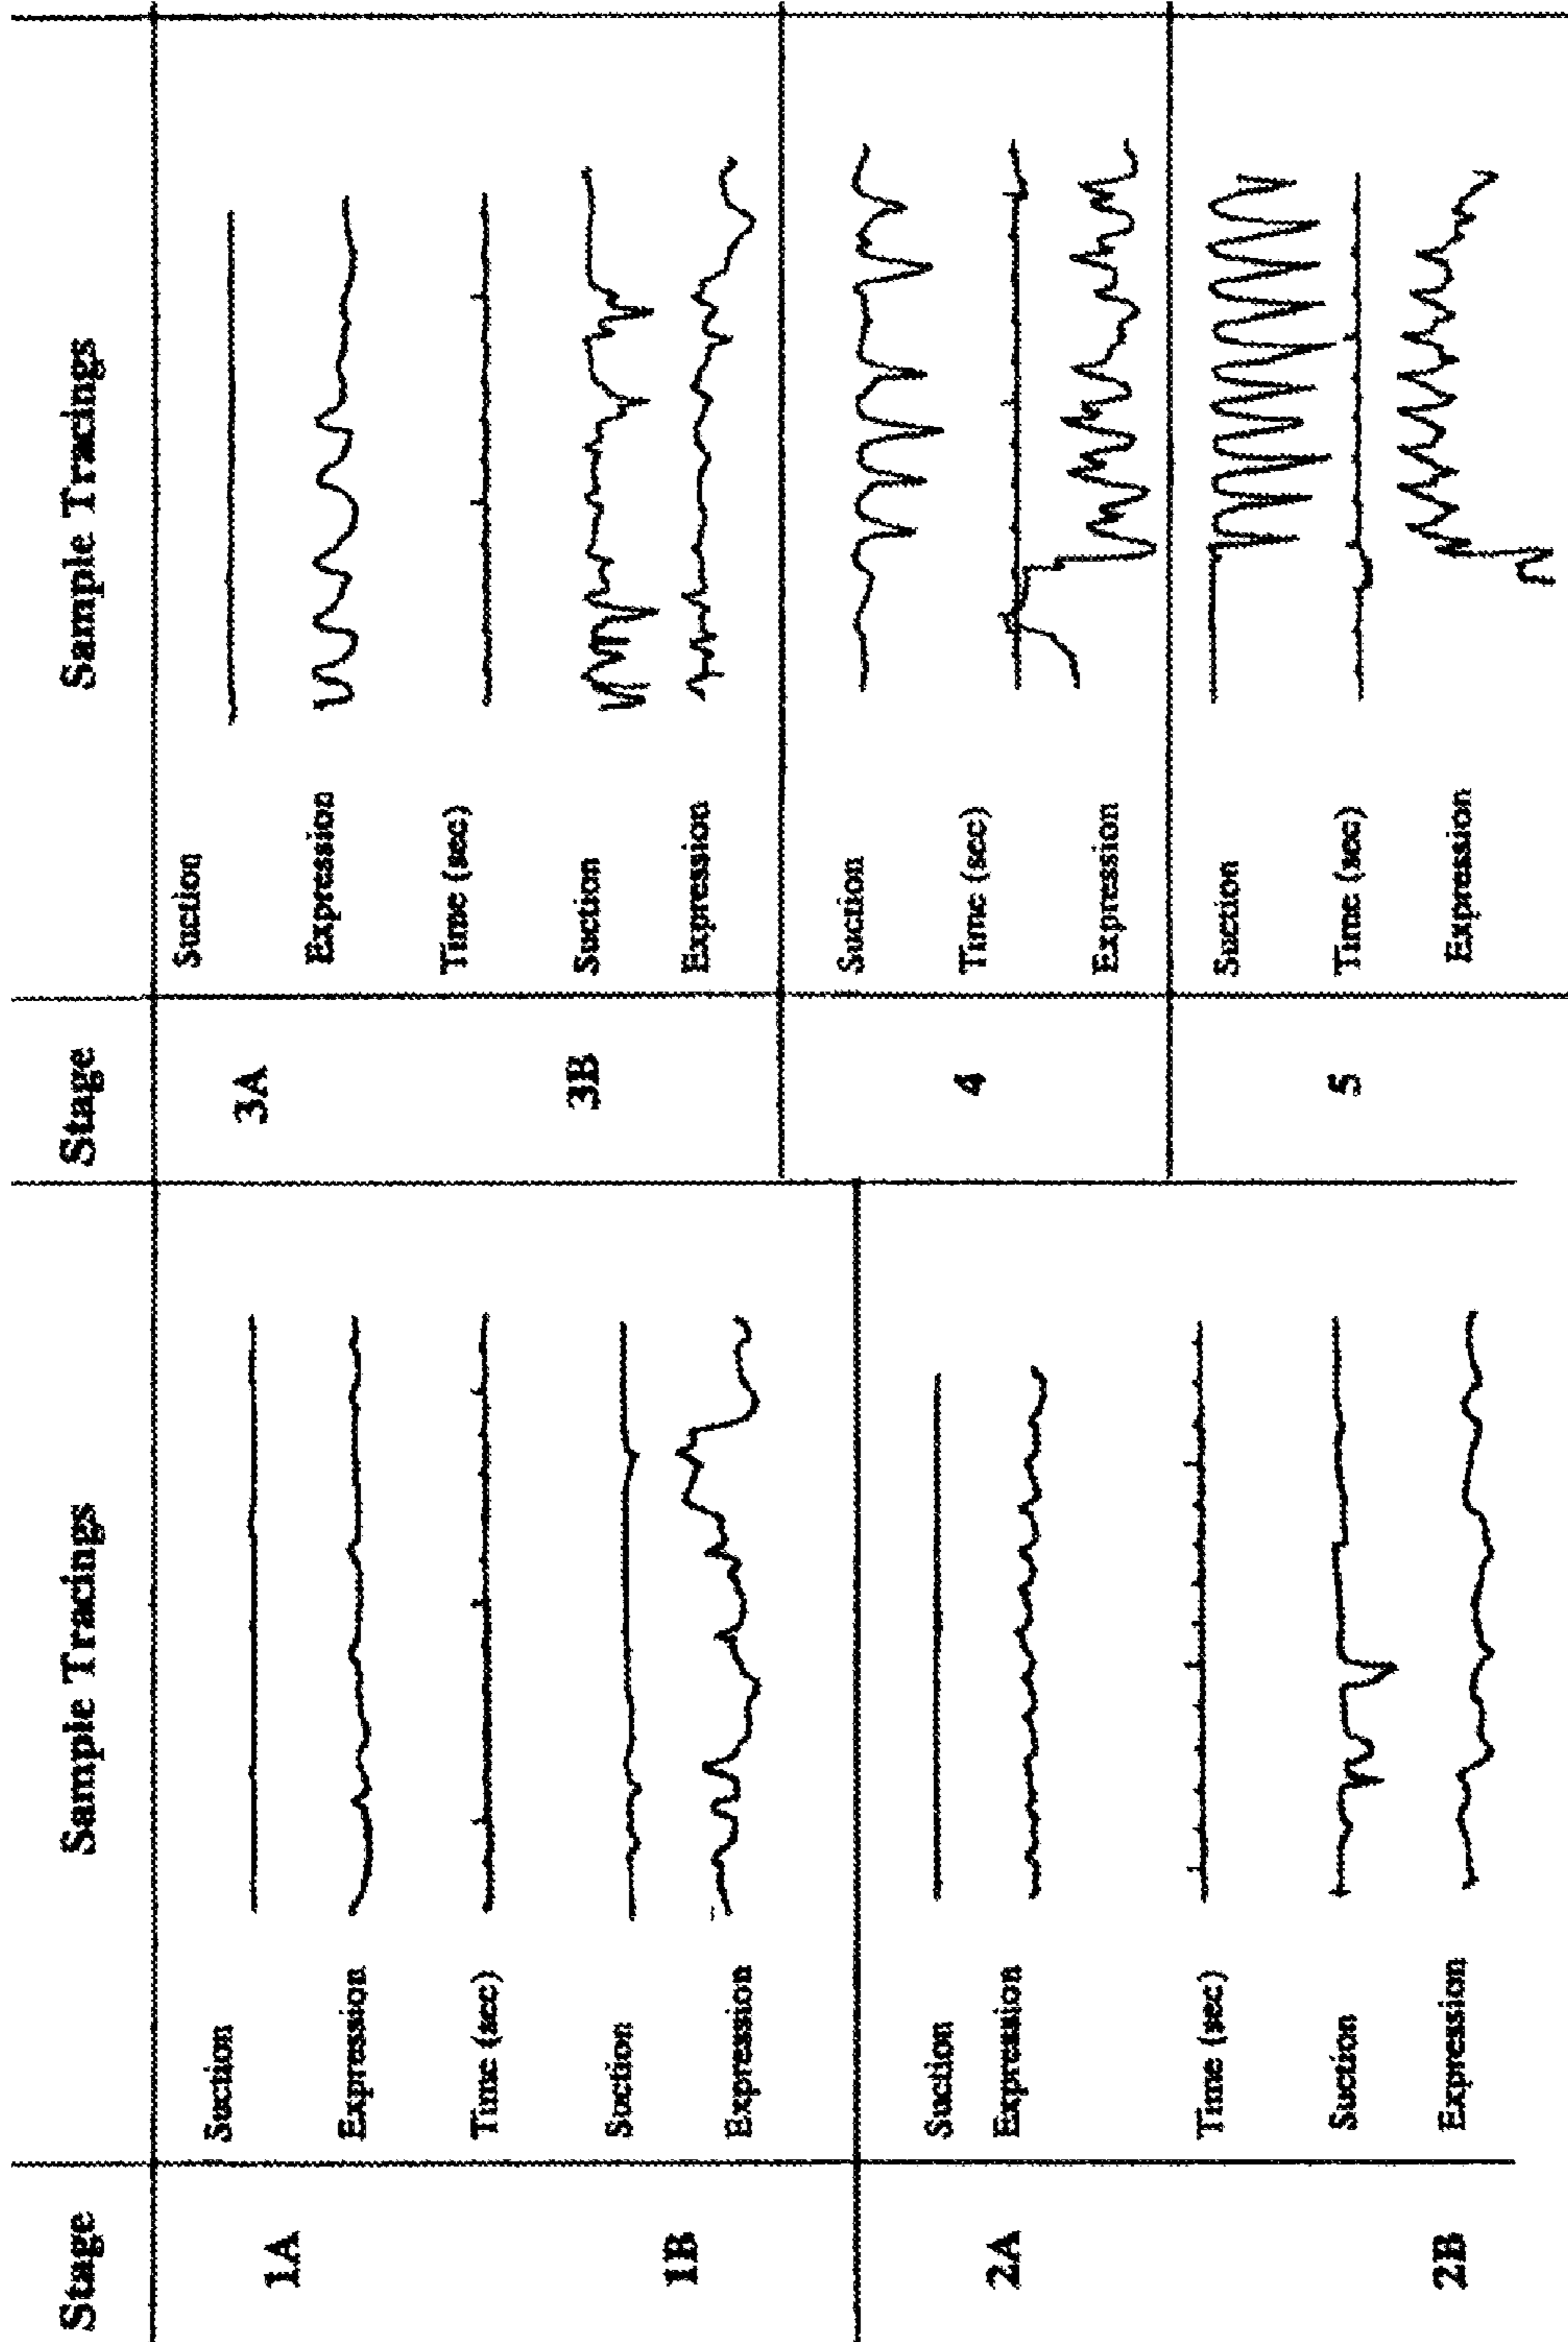 Stage
Sample Tracings
1A
Suction
Expression
Time (sec)
1B
Suction
Expression
2A
Suction
Expression
Time (sec)
2B
Suction
Expression
Stage
Sample Tracings
3A
Suction
Expression
Time (sec)
3B
Suction
Expression
4
Suction
Time (sec)
Expression
5
Suction
Time (sec)
Expression